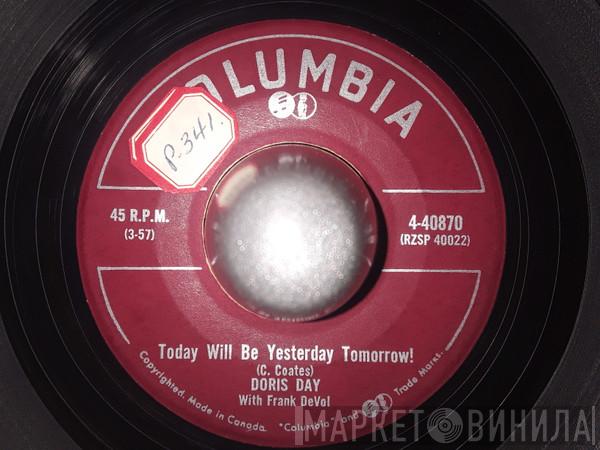 COLUMBIA
P-341.
45 R.P.M.
(3-57)
4-40870
(RZSP 40022)
Today Will Be Yesterday Tomorrow!
(C. Coates)
DORIS DAY
With Frank DeVol
Copyrighted. Made in Canada. "Columbia" and Trade Marks.
МАРКЕТ ВИНИЛА